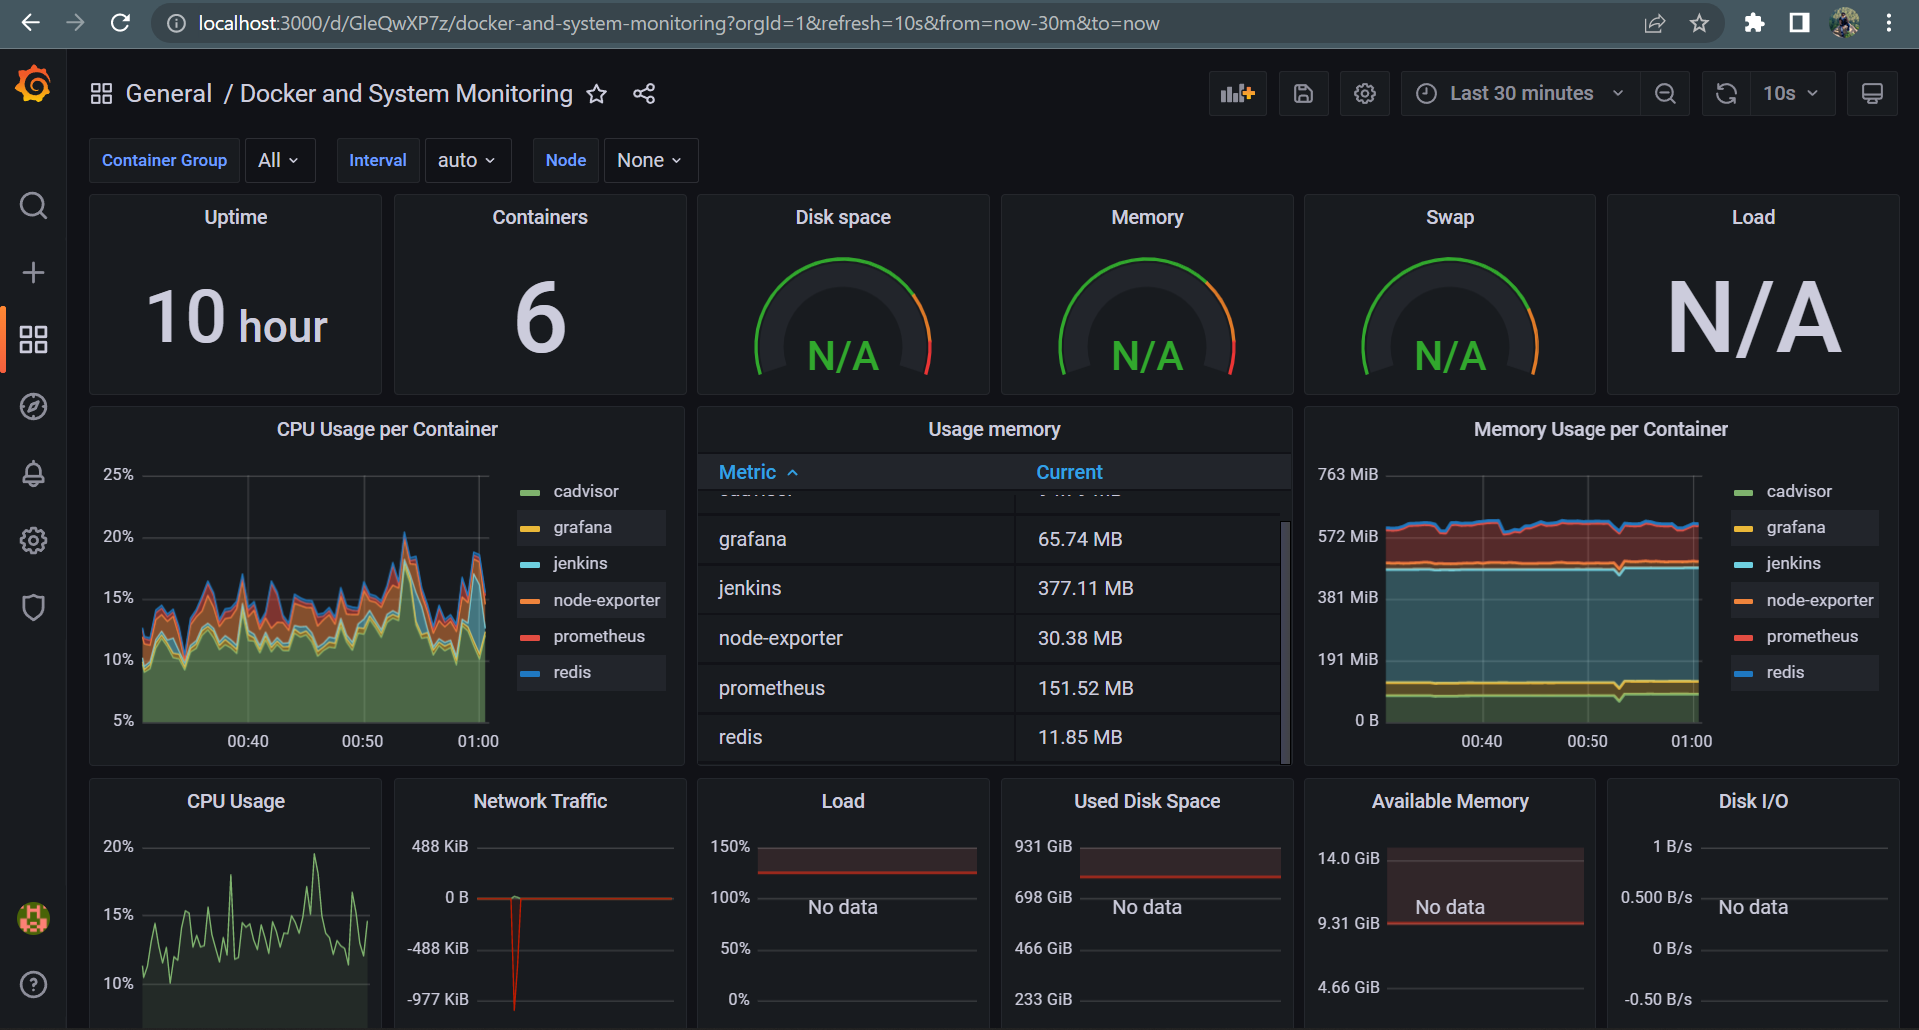 localhost:3000/d/GleQwXP7z/docker-and-system-monitoring?orgId=1&refresh=10s&from=now-30m&to=now
General / Docker and System Monitoring
Last 30 minutes
10s
Container Group All Interval auto Node None
Uptime
10 hour
Containers
6
Disk space
N/A
Memory
N/A
Swap
N/A
Load
N/A
CPU Usage per Container
25%
20%
15%
10%
5%
00:40 00:50 01:00
cadvisor
grafana
jenkins
node-exporter
prometheus
redis
Usage memory
Metric Current
grafana 65.74 MB
jenkins 377.11 MB
node-exporter 30.38 MB
prometheus 151.52 MB
redis 11.85 MB
Memory Usage per Container
763 MiB
572 MiB
381 MiB
191 MiB
0 B
00:40 00:50 01:00
cadvisor
grafana
jenkins
node-exporter
prometheus
redis
CPU Usage
20%
15%
10%
Network Traffic
488 KiB
0 B
-488 KiB
-977 KiB
Load
150%
100%
50%
0%
No data
Used Disk Space
931 GiB
698 GiB
466 GiB
233 GiB
No data
Available Memory
14.0 GiB
9.31 GiB
4.66 GiB
No data
Disk I/O
1 B/s
0.500 B/s
0 B/s
-0.50 B/s
No data